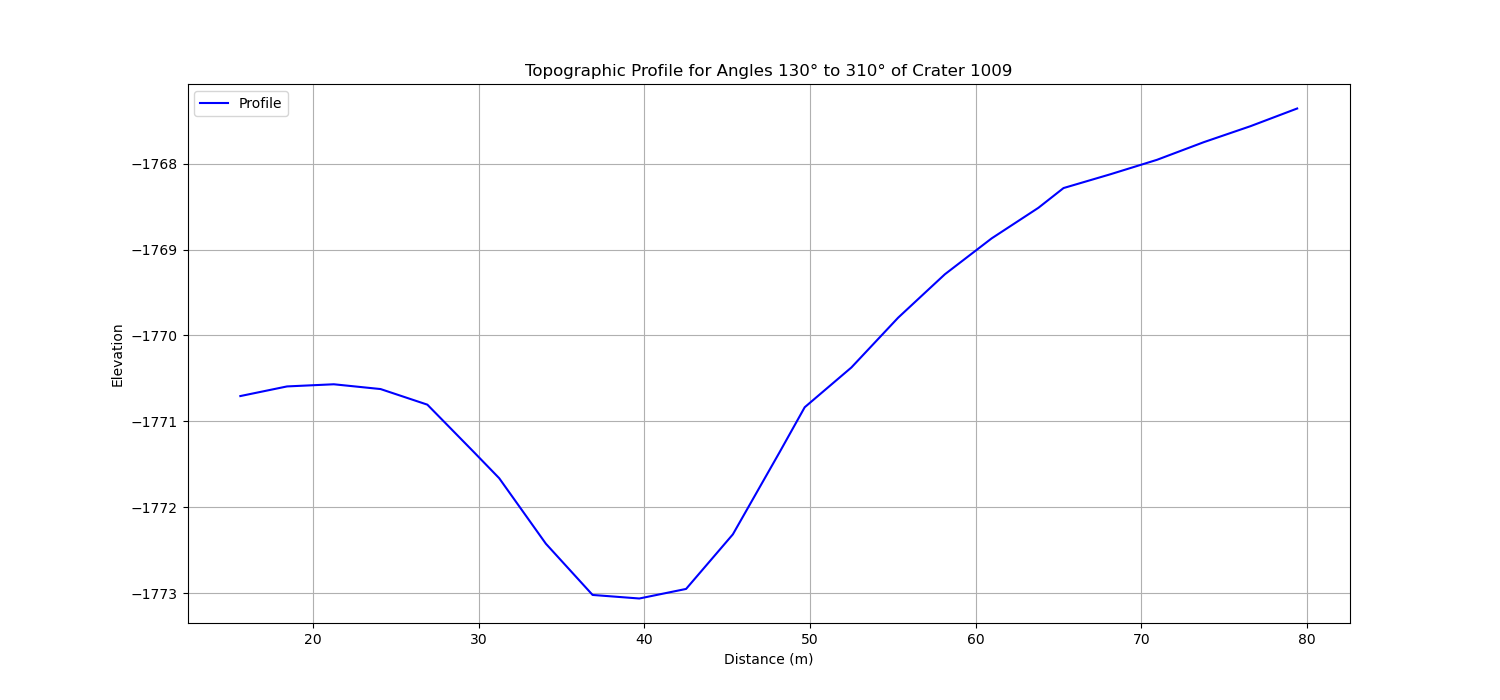 Topographic Profile for Angles 130° to 310° of Crater 1009
Profile
−1768
−1769
−1770
−1771
−1772
−1773
Elevation
20 30 40 50 60 70 80
Distance (m)